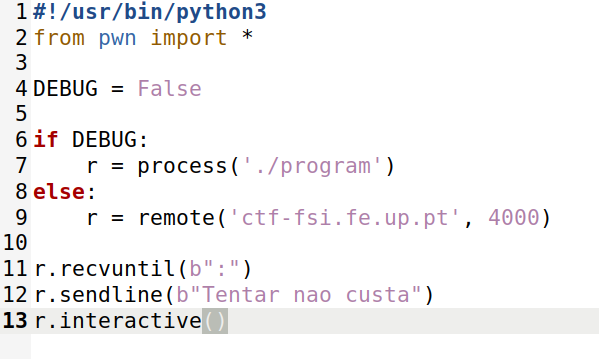 1 #!/usr/bin/python3
2 from pwn import *
3
4 DEBUG = False
5
6 if DEBUG:
7     r = process('./program')
8 else:
9     r = remote('ctf-fsi.fe.up.pt', 4000)
10
11 r.recvuntil(b":")
12 r.sendline(b"Tentar nao custa")
13 r.interactive()